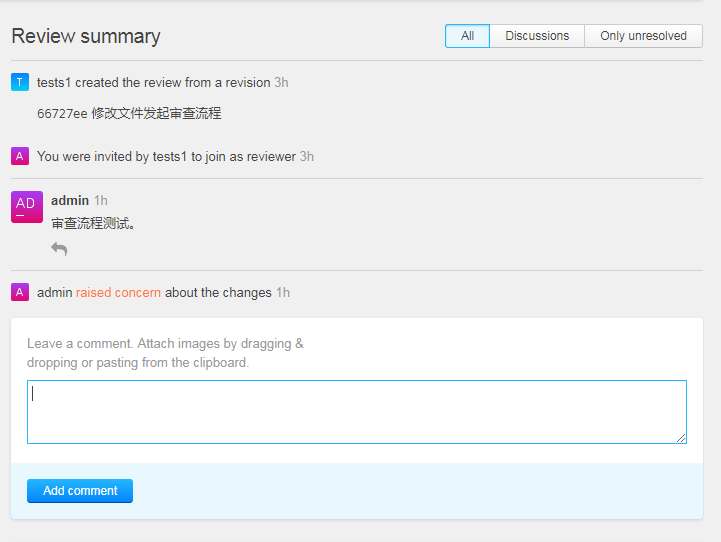 Review summary
All Discussions Only unresolved
T tests1 created the review from a revision 3h
66727ee 修改文件发起审查流程
A You were invited by tests1 to join as reviewer 3h
AD admin 1h
审查流程测试。
A admin raised concern about the changes 1h
Leave a comment. Attach images by dragging &
dropping or pasting from the clipboard.
Add comment